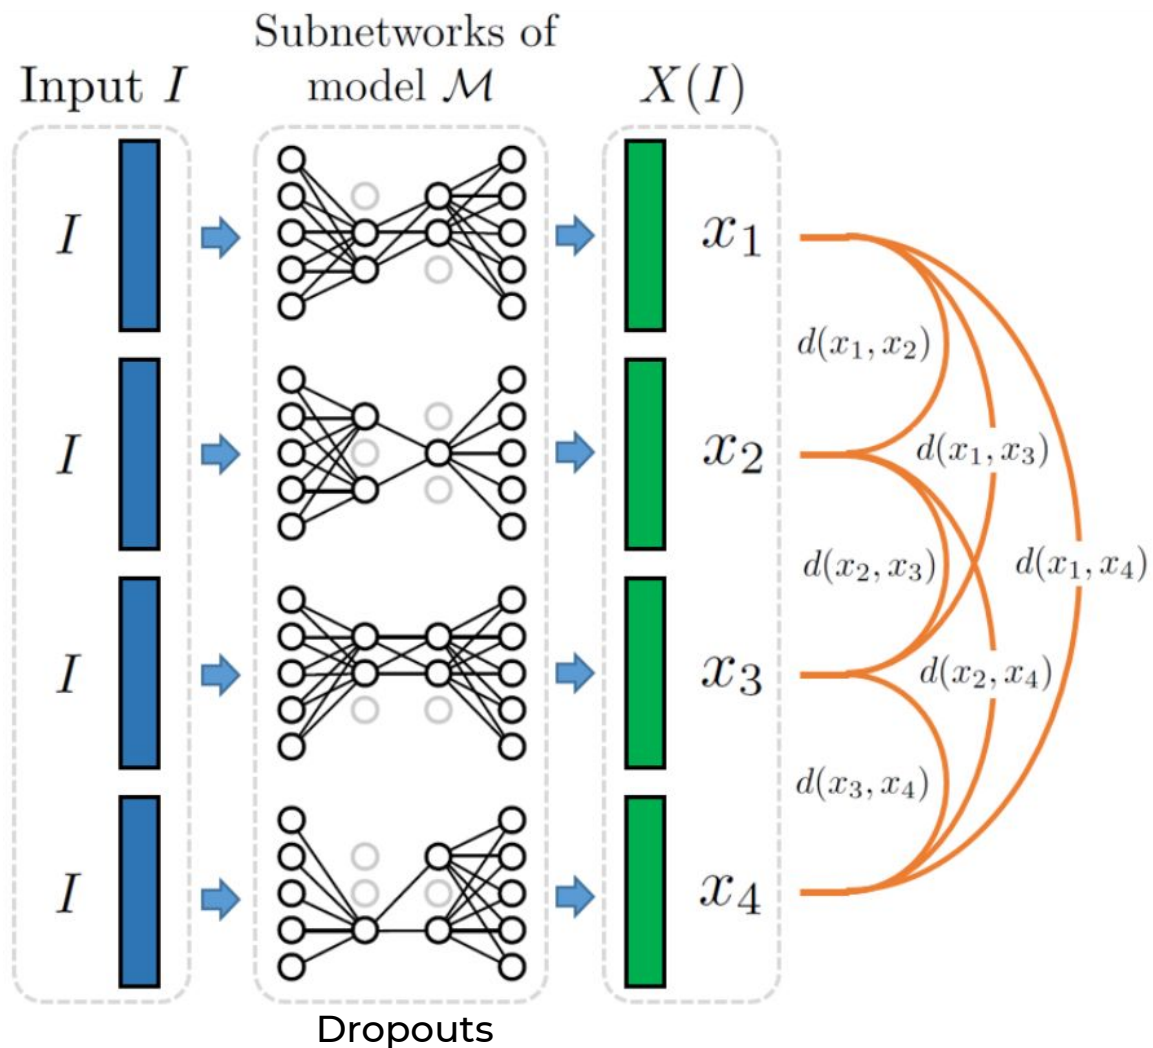 Subnetworks of
model ℳ
Input I
X(I)
I
x₁
d(x₁, x₂)
I
x₂
d(x₁, x₃)
d(x₂, x₃)
d(x₁, x₄)
I
x₃
d(x₂, x₄)
d(x₃, x₄)
I
x₄
Dropouts